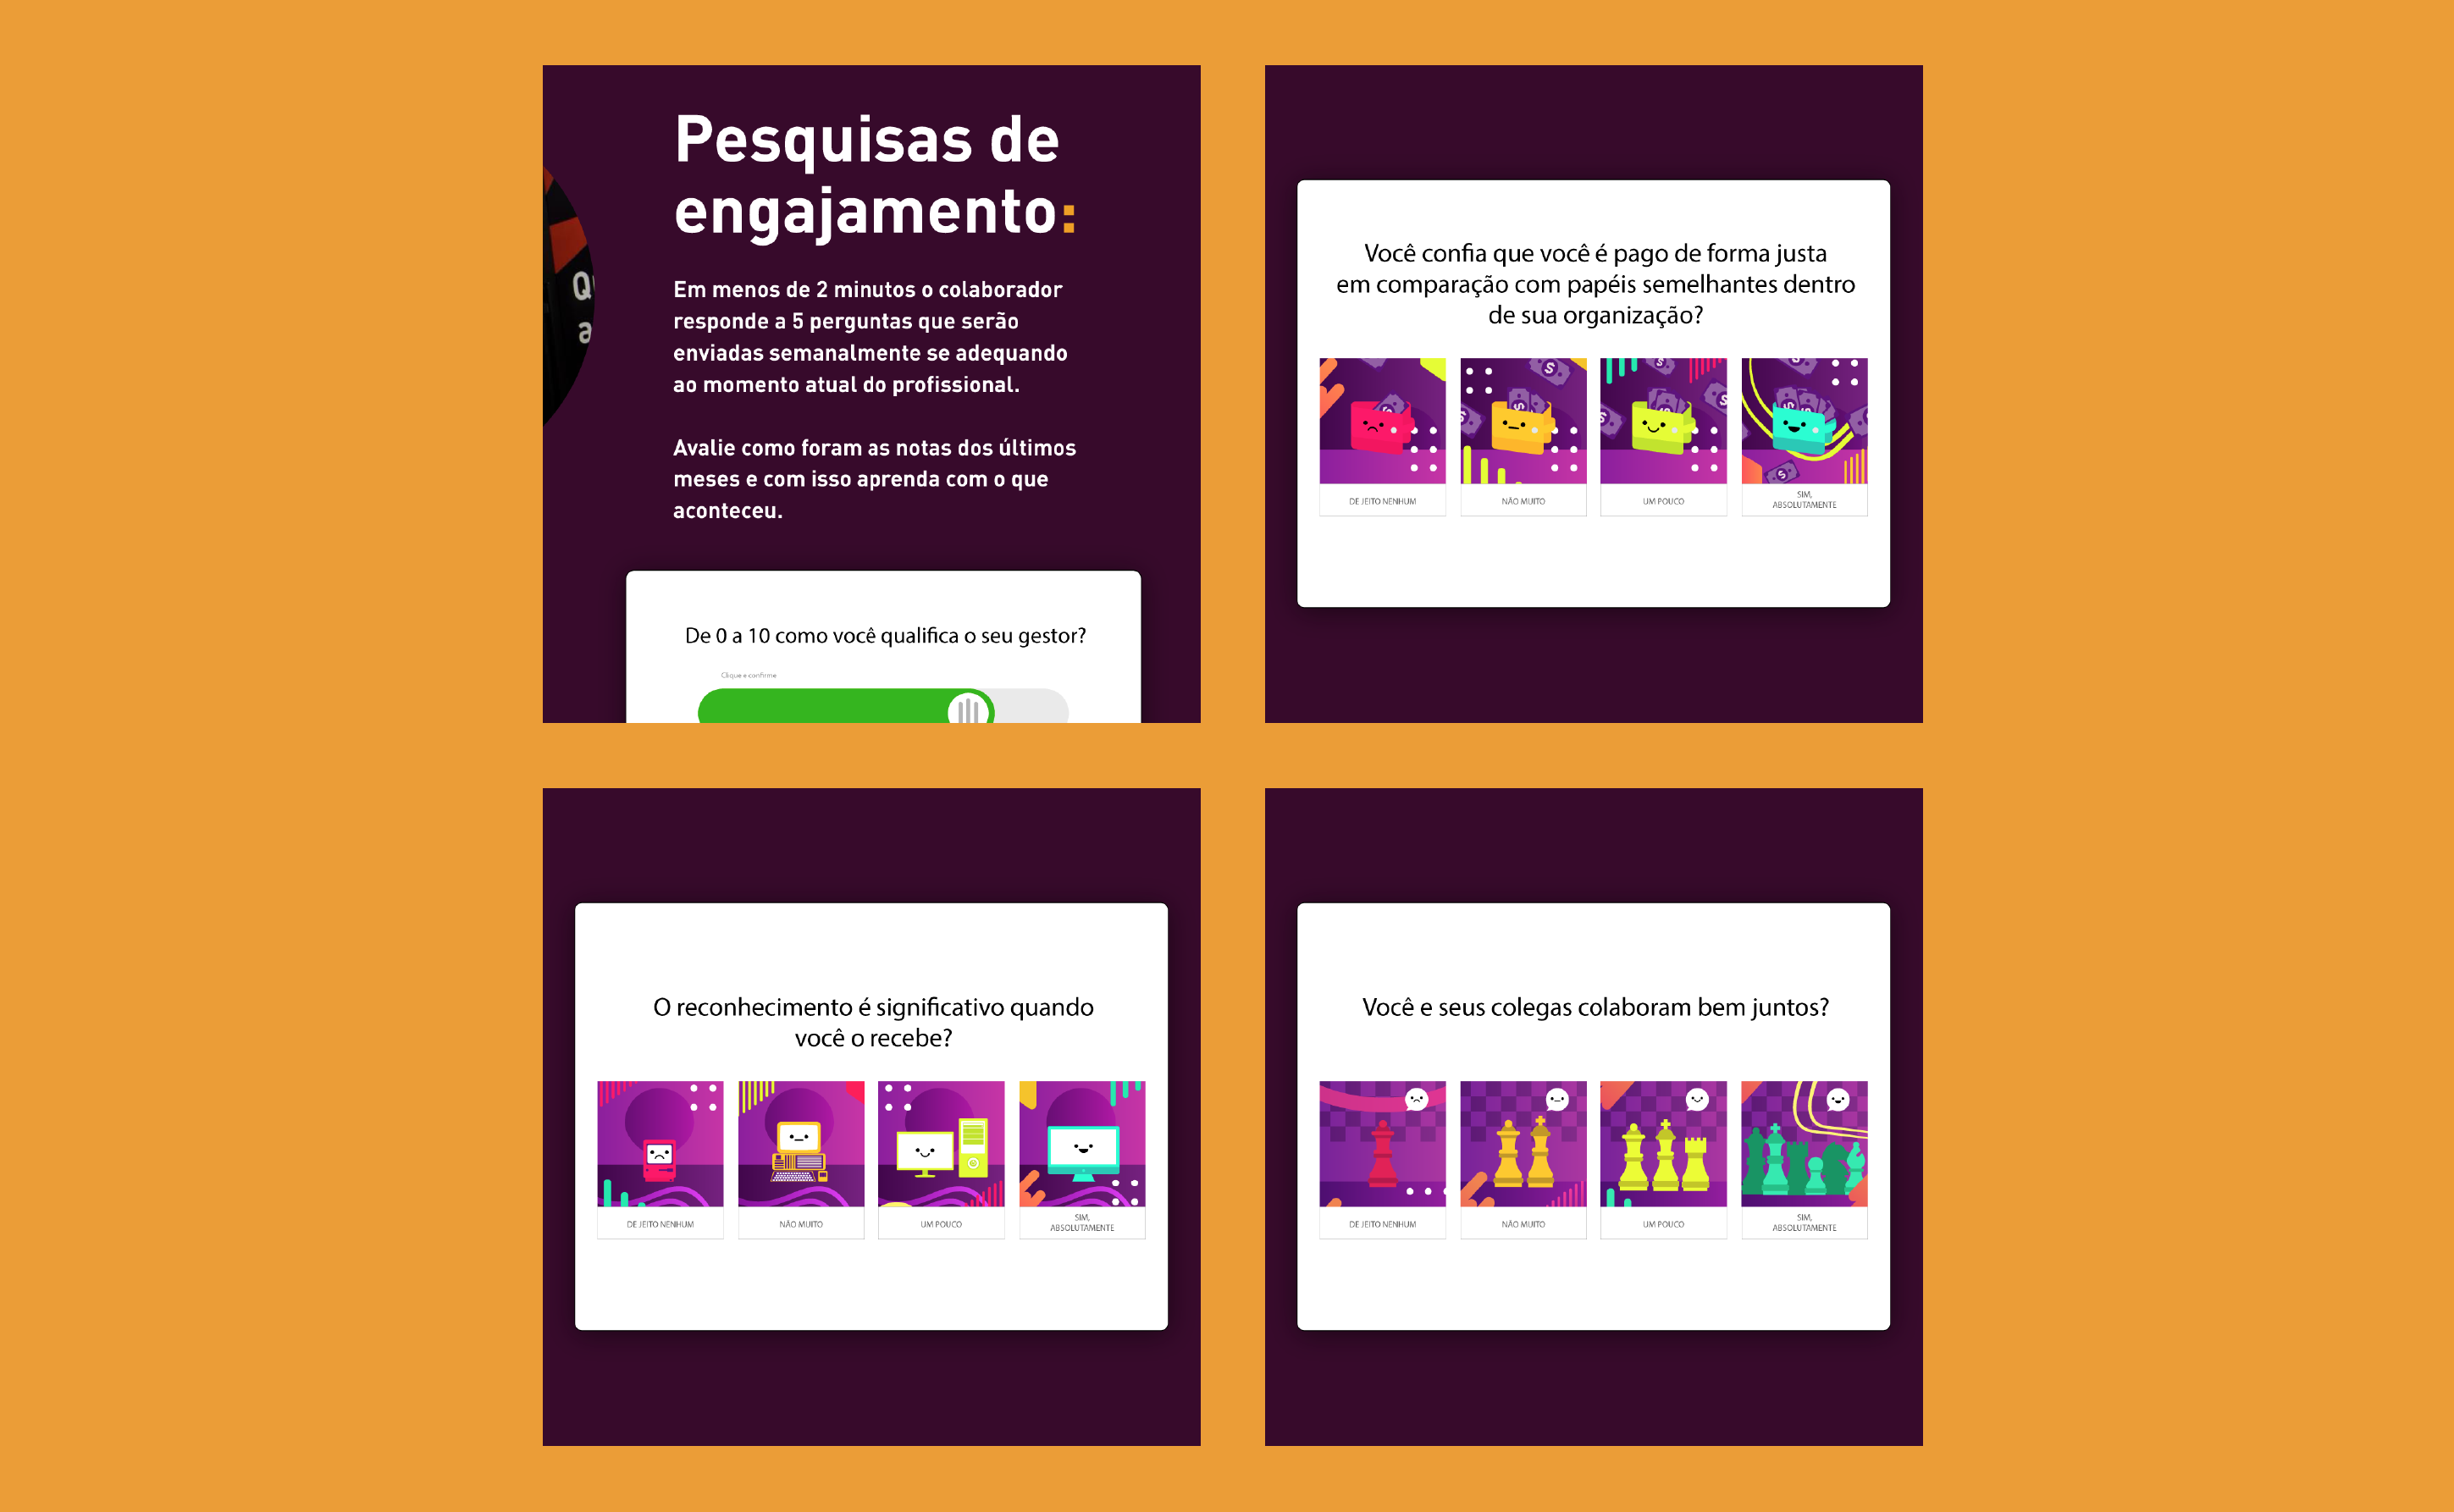 Pesquisas de
engajamento:
Em menos de 2 minutos o colaborador
responde a 5 perguntas que serão
enviadas semanalmente se adequando
ao momento atual do profissional.
Avalie como foram as notas dos últimos
meses e com isso aprenda com o que
aconteceu.
De 0 a 10 como você qualifica o seu gestor?
Clique e confirme
Você confia que você é pago de forma justa
em comparação com papéis semelhantes dentro
de sua organização?
DE JEITO NENHUM
NÃO MUITO
UM POUCO
SIM,
ABSOLUTAMENTE
O reconhecimento é significativo quando
você o recebe?
DE JEITO NENHUM
NÃO MUITO
UM POUCO
SIM,
ABSOLUTAMENTE
Você e seus colegas colaboram bem juntos?
DE JEITO NENHUM
NÃO MUITO
UM POUCO
SIM,
ABSOLUTAMENTE